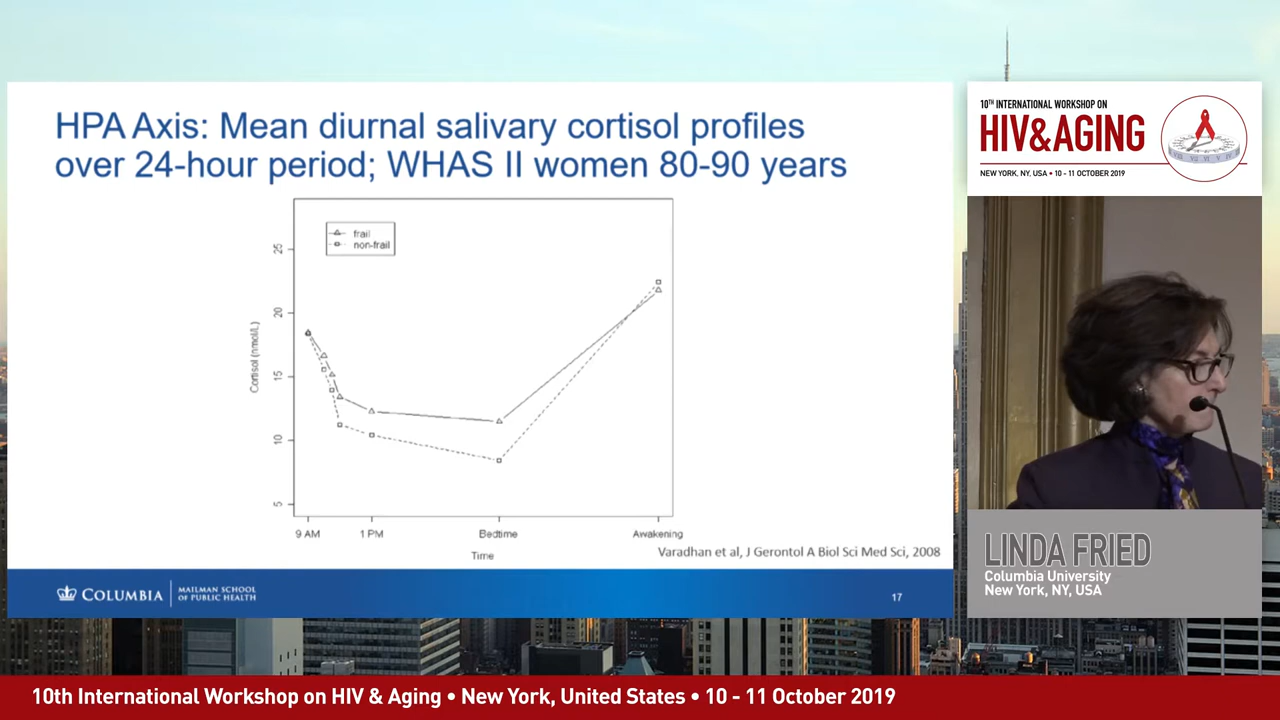 HPA Axis: Mean diurnal salivary cortisol profiles
over 24-hour period; WHAS II women 80-90 years
frail
non-frail
25
20
15
10
5
Cortisol (nmol/L)
9 AM
1 PM
Bedtime
Awakening
Time
Varadhan et al, J Gerontol A Biol Sci Med Sci, 2008
COLUMBIA
MAILMAN SCHOOL
OF PUBLIC HEALTH
17
10TH INTERNATIONAL WORKSHOP ON
HIV&AGING
NEW YORK, NY, USA • 10 - 11 OCTOBER 2019
LINDA FRIED
Columbia University
New York, NY, USA
10th International Workshop on HIV & Aging • New York, United States • 10 - 11 October 2019